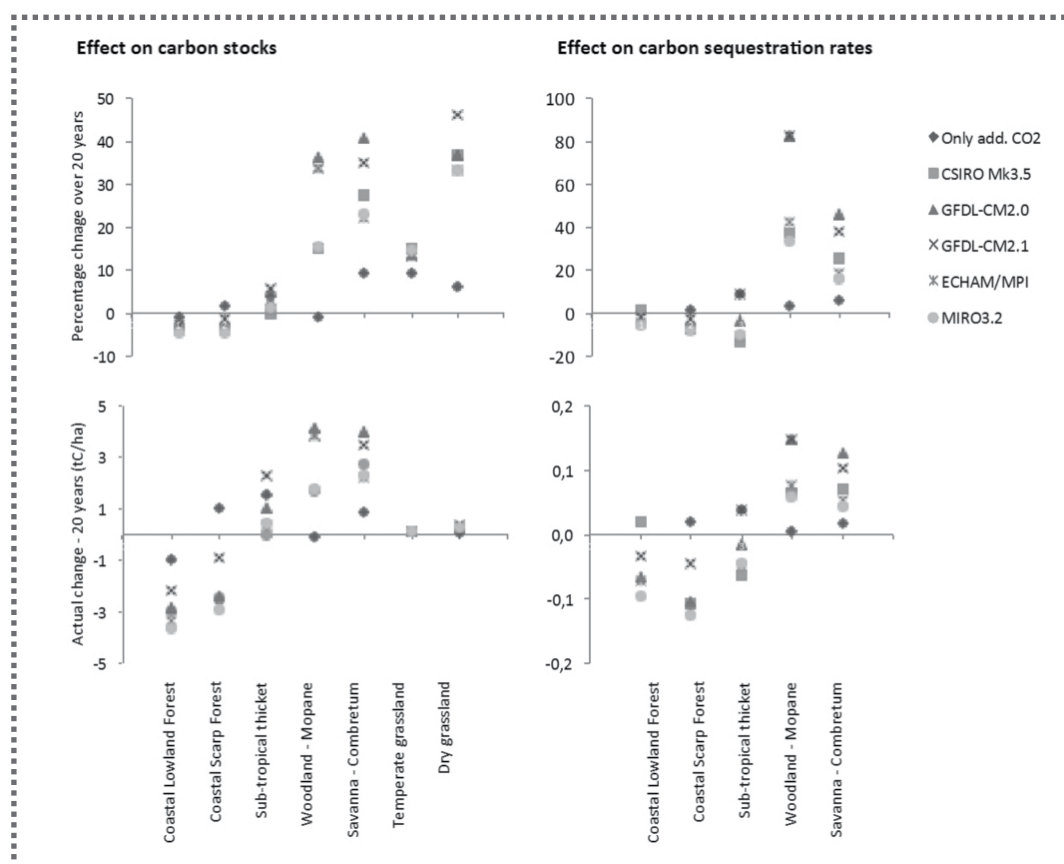 Effect on carbon stocks
Effect on carbon sequestration rates
Percentage chnage over 20 years
50
40
30
20
10
0
-10
100
80
60
40
20
0
-20
Only add. CO2
CSIRO Mk3.5
GFDL-CM2.0
GFDL-CM2.1
ECHAM/MPI
MIRO3.2
Actual change - 20 years (tC/ha)
5
3
1
-1
-3
-5
0,2
0,1
0,0
-0,1
-0,2
Coastal Lowland Forest
Coastal Scarp Forest
Sub-tropical thicket
Woodland - Mopane
Savanna - Combretum
Temperate grassland
Dry grassland
Coastal Lowland Forest
Coastal Scarp Forest
Sub-tropical thicket
Woodland - Mopane
Savanna - Combretum